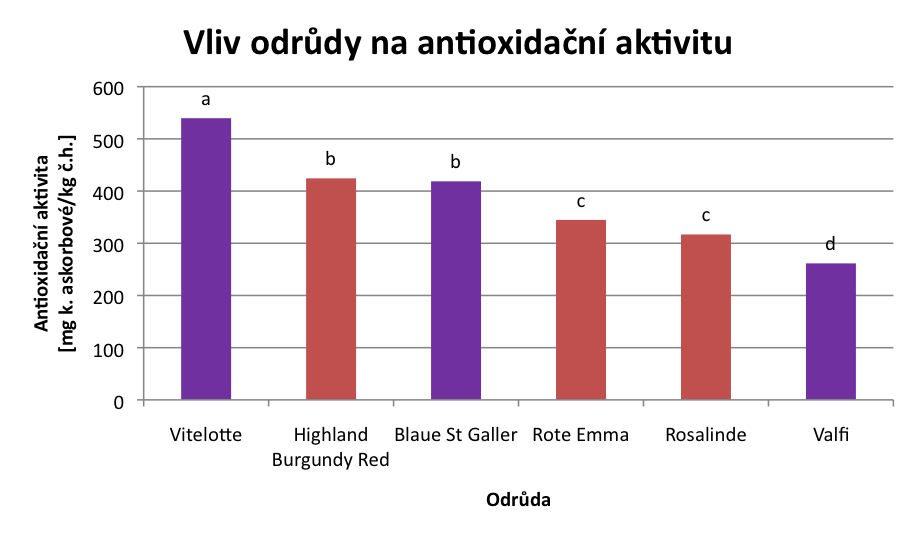 Vliv odrůdy na antioxidační aktivitu
Antioxidační aktivita
[mg k. askorbové/kg č.h.]
600
500
400
300
200
100
0
a
b
b
c
c
d
Vitelotte
Highland
Burgundy Red
Blaue St Galler
Rote Emma
Rosalinde
Valfi
Odrůda